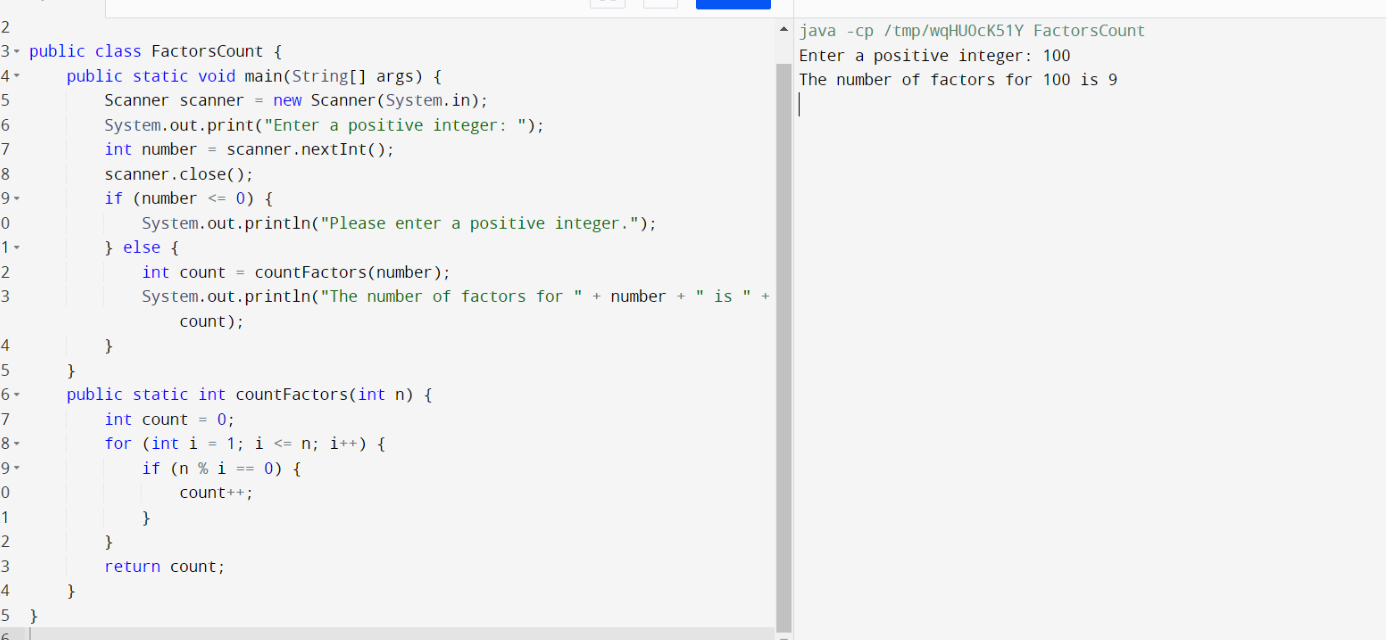 2
3 public class FactorsCount {
4 public static void main(String[] args) {
5 Scanner scanner = new Scanner(System.in);
6 System.out.print("Enter a positive integer: ");
7 int number = scanner.nextInt();
8 scanner.close();
9 if (number <= 0) {
0 System.out.println("Please enter a positive integer.");
1 } else {
2 int count = countFactors(number);
3 System.out.println("The number of factors for " + number + " is " +
count);
4 }
5 }
6 public static int countFactors(int n) {
7 int count = 0;
8 for (int i = 1; i <= n; i++) {
9 if (n % i == 0) {
0 count++;
1 }
2 }
3 return count;
4 }
5 }
6
java -cp /tmp/wqHUOcK51Y FactorsCount
Enter a positive integer: 100
The number of factors for 100 is 9